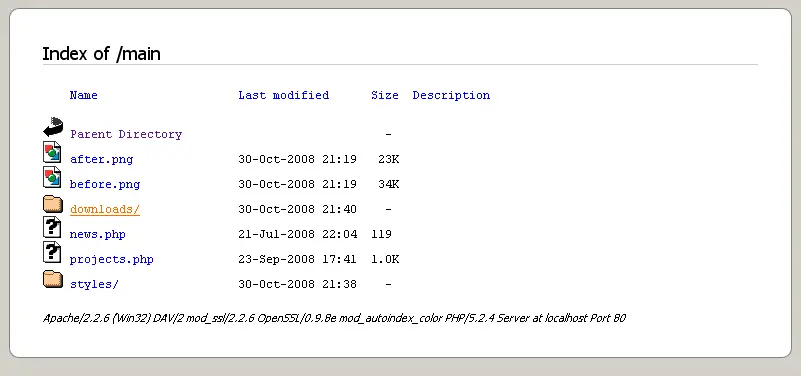 Index of /main
Name Last modified Size Description
Parent Directory -
after.png 30-Oct-2008 21:19 23K
before.png 30-Oct-2008 21:19 34K
downloads/ 30-Oct-2008 21:40 -
news.php 21-Jul-2008 22:04 119
projects.php 23-Sep-2008 17:41 1.0K
styles/ 30-Oct-2008 21:38 -
Apache/2.2.6 (Win32) DAV/2 mod_ssl/2.2.6 OpenSSL/0.9.8e mod_autoindex_color PHP/5.2.4 Server at localhost Port 80